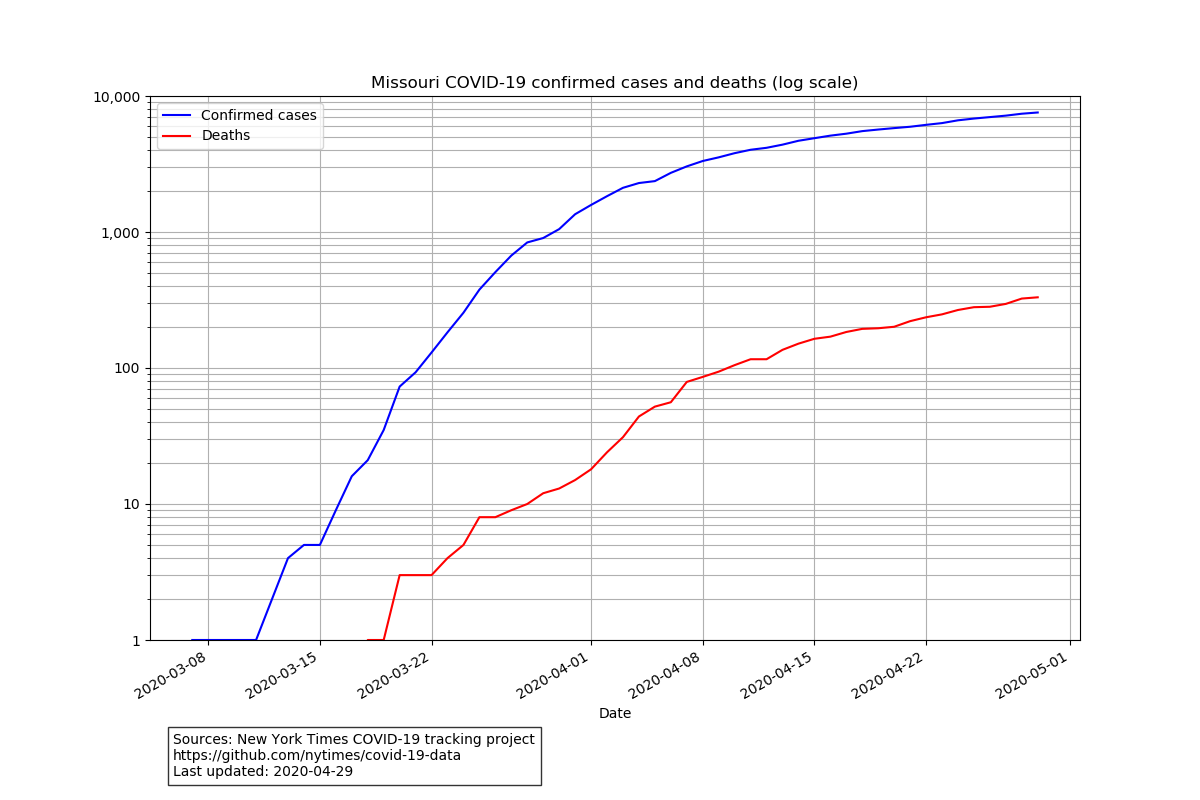 Missouri COVID-19 confirmed cases and deaths (log scale)
10,000
1,000
100
10
1
Confirmed cases
Deaths
2020-03-08
2020-03-15
2020-03-22
2020-04-01
2020-04-08
2020-04-15
2020-04-22
2020-05-01
Date
Sources: New York Times COVID-19 tracking project
https://github.com/nytimes/covid-19-data
Last updated: 2020-04-29